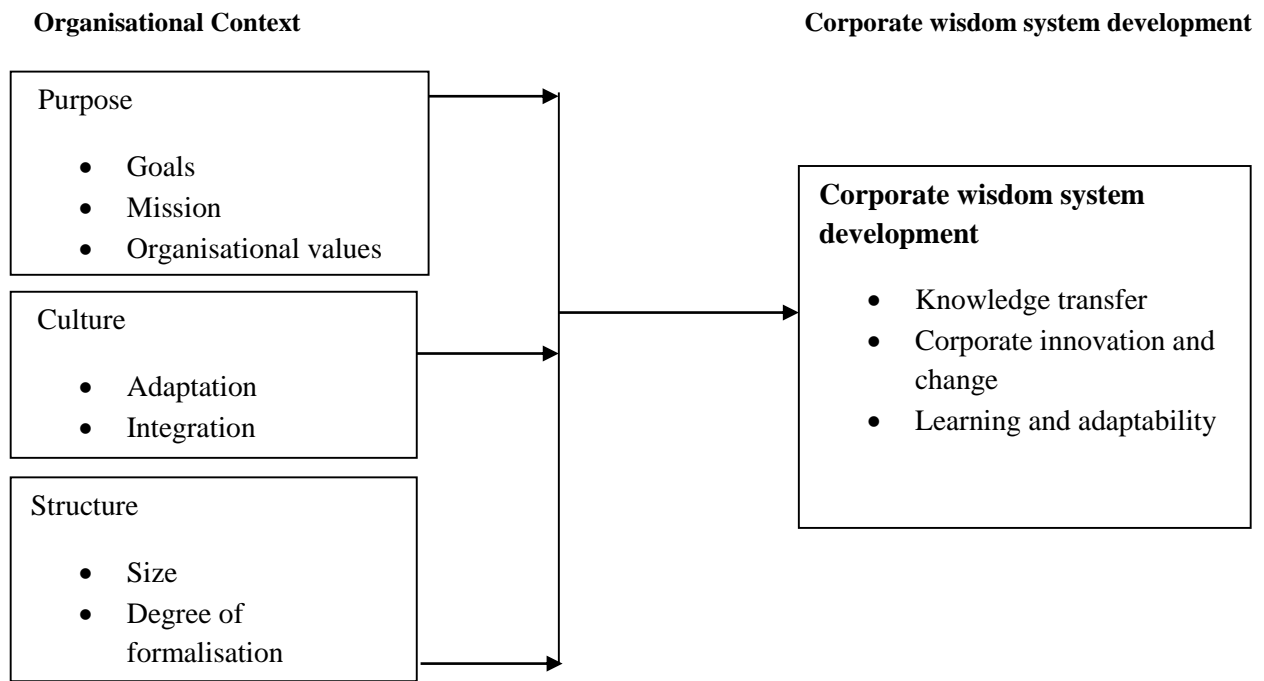 Organisational Context
Corporate wisdom system development
Purpose
• Goals
• Mission
• Organisational values
Culture
• Adaptation
• Integration
Structure
• Size
• Degree of
formalisation
Corporate wisdom system
development
• Knowledge transfer
• Corporate innovation and
change
• Learning and adaptability